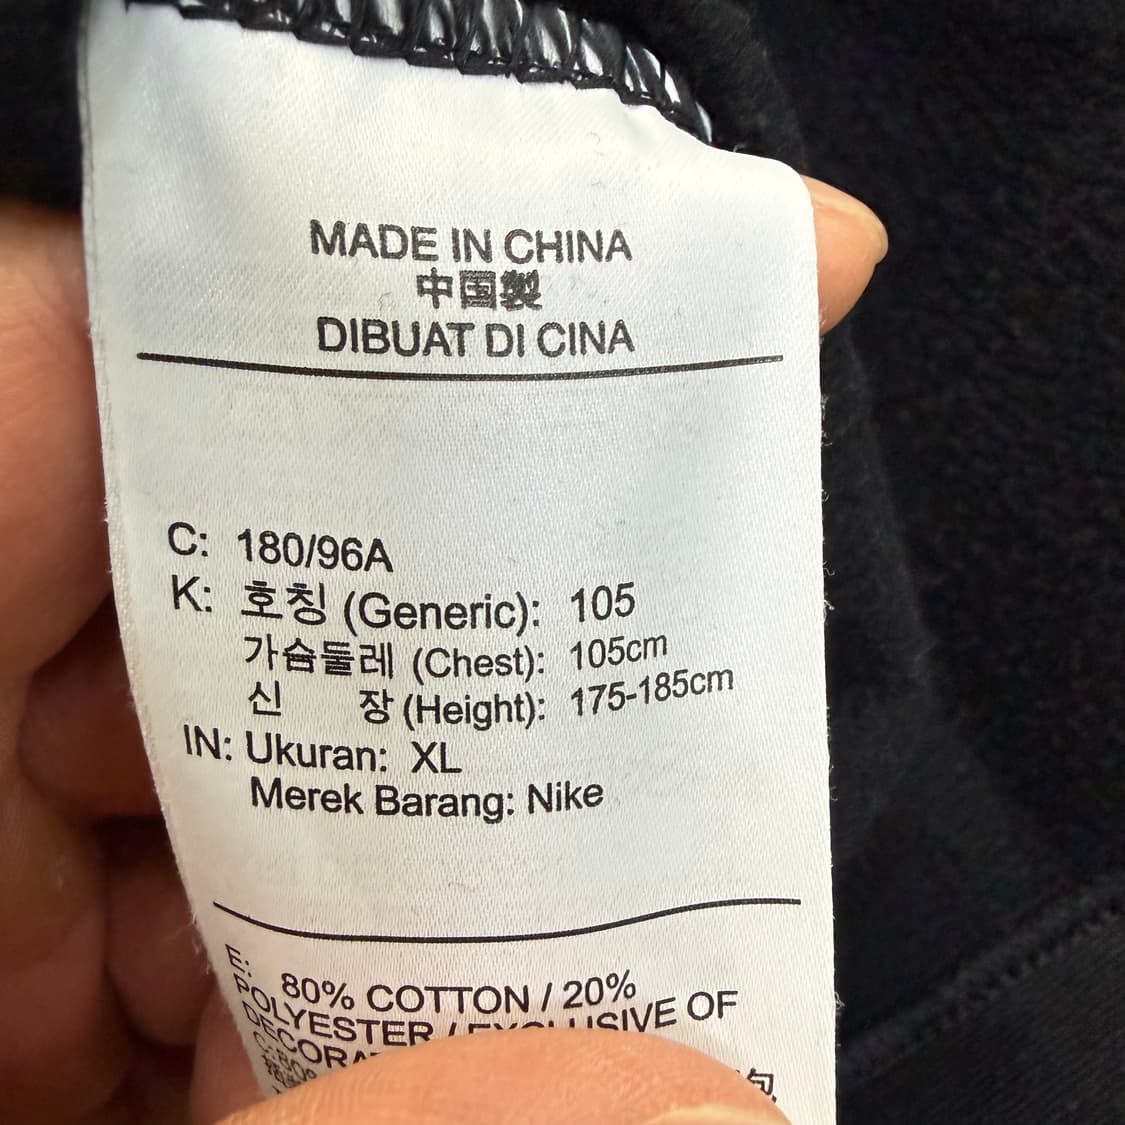 MADE IN CHINA
中国製
DIBUAT DI CINA
C: 180/96A
K: 호칭 (Generic): 105
가슴둘레 (Chest): 105cm
신 장 (Height): 175-185cm
IN: Ukuran: XL
Merek Barang: Nike
E: 80% COTTON / 20%
POLYESTER / EXCLUSIVE OF